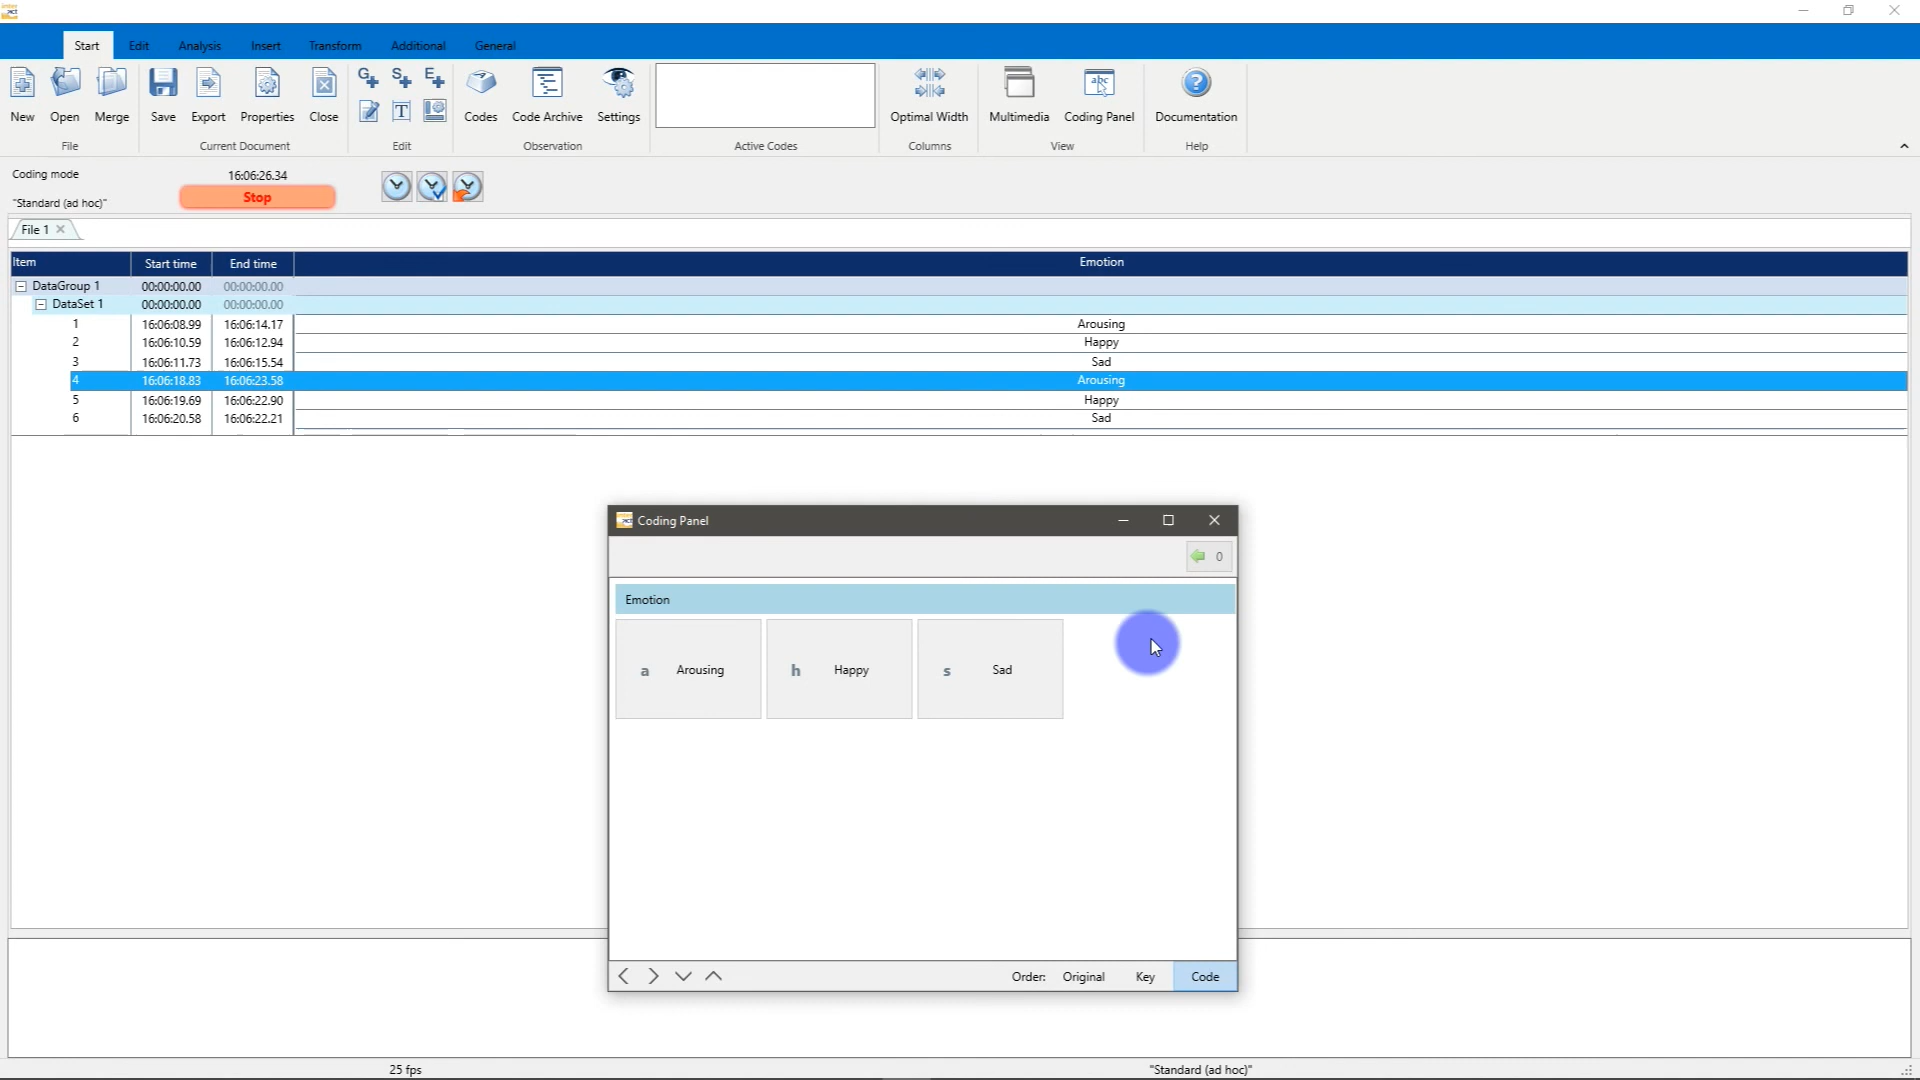 Start Edit Analysis Insert Transform Additional General
New Open Merge Save Export Properties Close Codes Code Archive Settings Optimal Width Multimedia Coding Panel Documentation
File Current Document Edit Observation Active Codes Columns View Help
Coding mode 16:06:26.34
Stop
"Standard (ad hoc)"
File 1
Item Start time End time Emotion
DataGroup 1 00:00:00.00 00:00:00.00
DataSet 1 00:00:00.00 00:00:00.00
1 16:06:08.99 16:06:14.17 Arousing
2 16:06:10.59 16:06:12.94 Happy
3 16:06:11.73 16:06:15.54 Sad
4 16:06:18.83 16:06:23.58 Arousing
5 16:06:19.69 16:06:22.90 Happy
6 16:06:20.58 16:06:22.21 Sad
Coding Panel
0
Emotion
a Arousing h Happy s Sad
Order: Original Key Code
25 fps "Standard (ad hoc)"